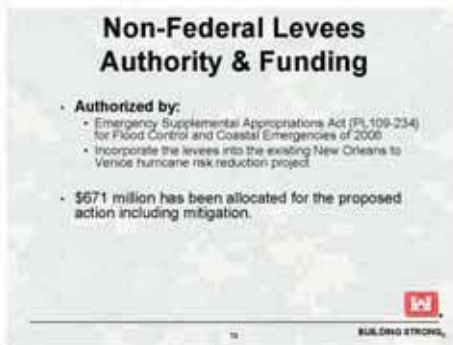 Non-Federal Levees
Authority & Funding
• Authorized by:
• Emergency Supplemental Appropriations Act (PL109-234)
for Flood Control and Coastal Emergencies of 2006
• Incorporate the levees into the existing New Orleans to
Venice hurricane risk reduction project
• $671 million has been allocated for the proposed
action including mitigation.
BUILDING STRONG®